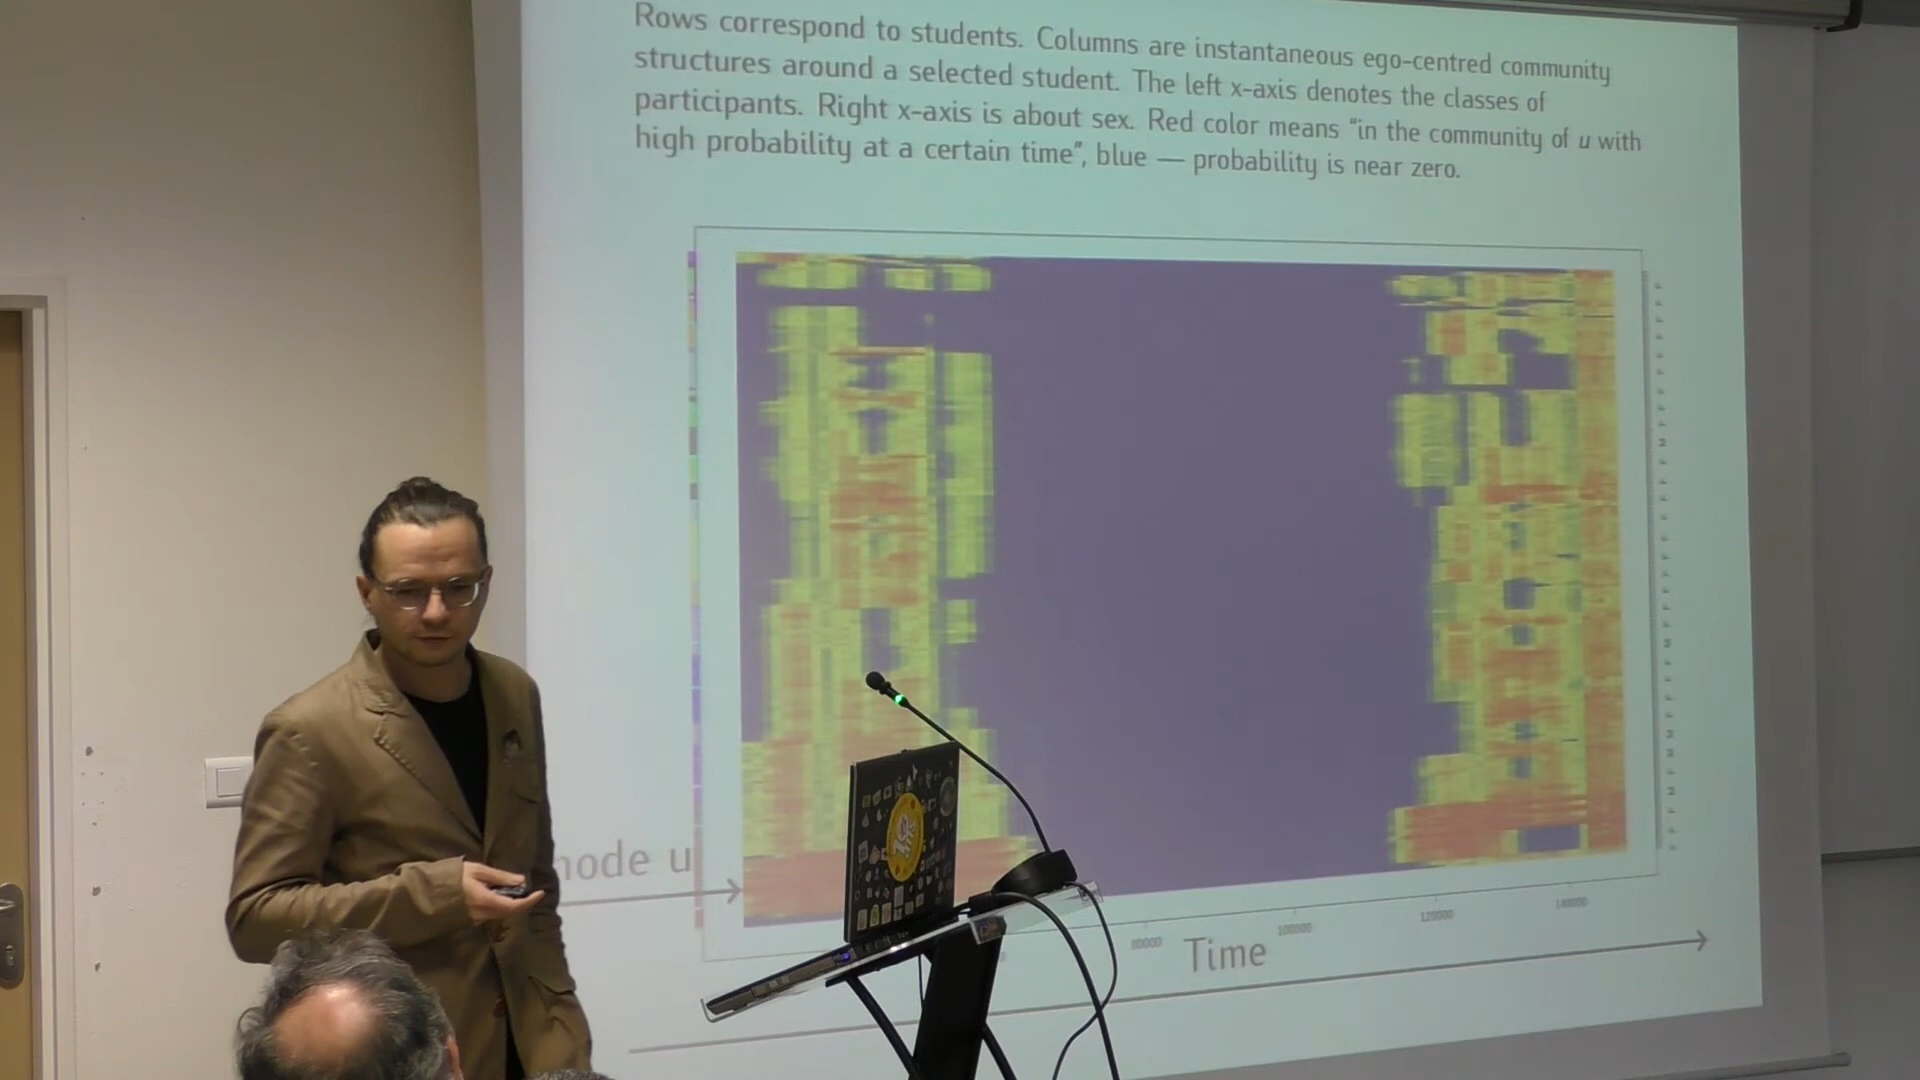 Rows correspond to students. Columns are instantaneous ego-centred community
structures around a selected student. The left x-axis denotes the classes of
participants. Right x-axis is about sex. Red color means “in the community of u with
high probability at a certain time”, blue — probability is near zero.
node u
80000 100000 120000 140000
Time